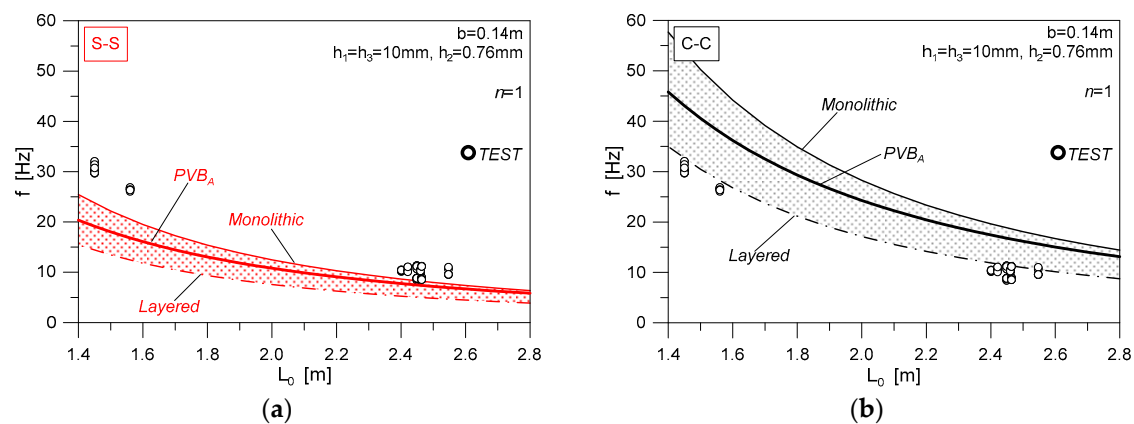 60
50
40
30
20
10
0
f [Hz]
S-S
b=0.14m
h₁=h₃=10mm, h₂=0.76mm
n=1
TEST
PVB_A
Monolithic
Layered
1.4 1.6 1.8 2.0 2.2 2.4 2.6 2.8
L₀ [m]
(a)
60
50
40
30
20
10
0
f [Hz]
C-C
b=0.14m
h₁=h₃=10mm, h₂=0.76mm
n=1
Monolithic
TEST
PVB_A
Layered
1.4 1.6 1.8 2.0 2.2 2.4 2.6 2.8
L₀ [m]
(b)